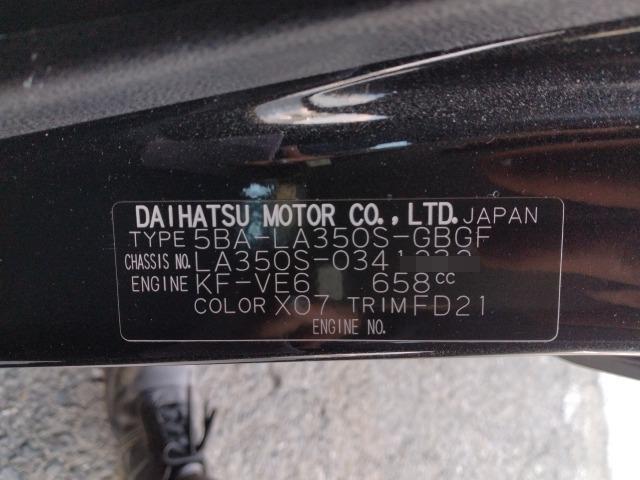 DAIHATSU MOTOR CO.,LTD. JAPAN
TYPE 5BA-LA350S-GBGF
CHASSIS NO. LA350S-0341
ENGINE KF-VE6 658cc
COLOR X07 TRIM FD21
ENGINE NO.